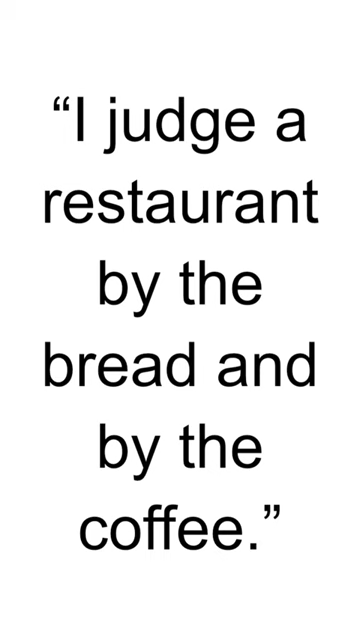 “I judge a
restaurant
by the
bread and
by the
coffee.”